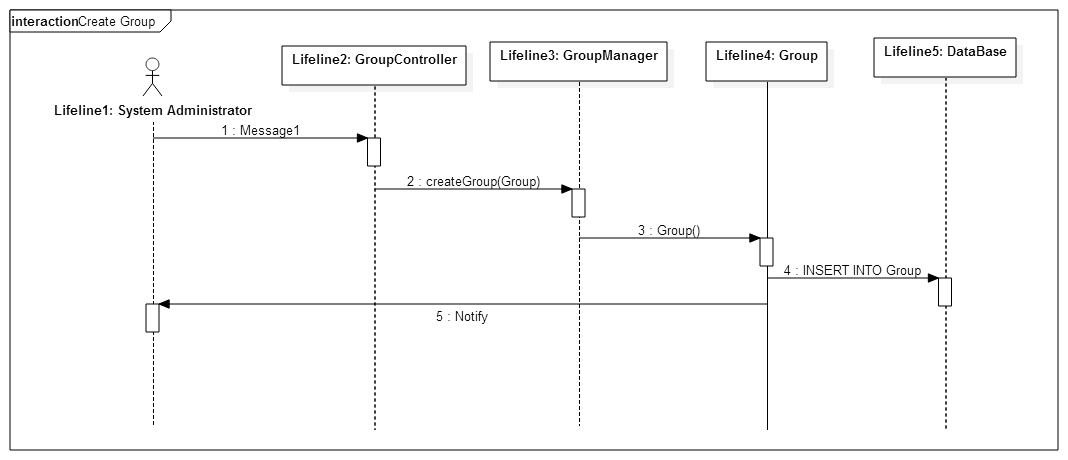 interactionCreate Group
Lifeline2: GroupController
Lifeline3: GroupManager
Lifeline4: Group
Lifeline5: DataBase
Lifeline1: System Administrator
1 : Message1
2 : createGroup(Group)
3 : Group()
4 : INSERT INTO Group
5 : Notify